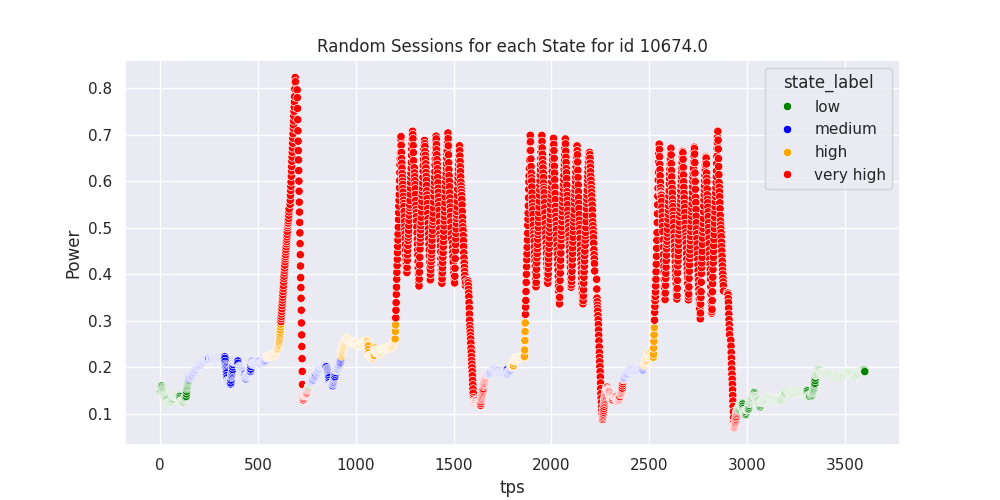 Random Sessions for each State for id 10674.0
state_label
low
medium
high
very high
Power
0.8
0.7
0.6
0.5
0.4
0.3
0.2
0.1
0 500 1000 1500 2000 2500 3000 3500
tps